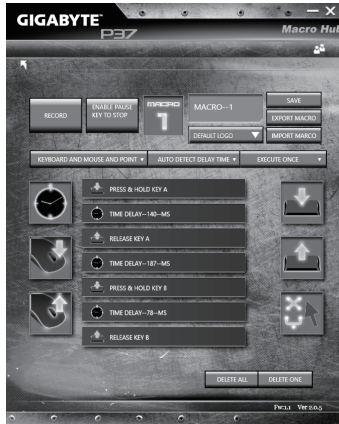 GIGABYTE™
P37
Macro Hub
RECORD
ENABLE PAUSE
KEY TO STOP
MACRO
1
MACRO--1
DEFAULT LOGO
SAVE
EXPORT MACRO
IMPORT MARCO
KEYBOARD AND MOUSE AND POINT
AUTO DETECT DELAY TIME
EXECUTE ONCE
PRESS & HOLD KEY A
TIME DELAY--140--MS
RELEASE KEY A
TIME DELAY--187--MS
PRESS & HOLD KEY B
TIME DELAY--78--MS
RELEASE KEY B
DELETE ALL
DELETE ONE
Fw:1.1 Ver 2.0.5